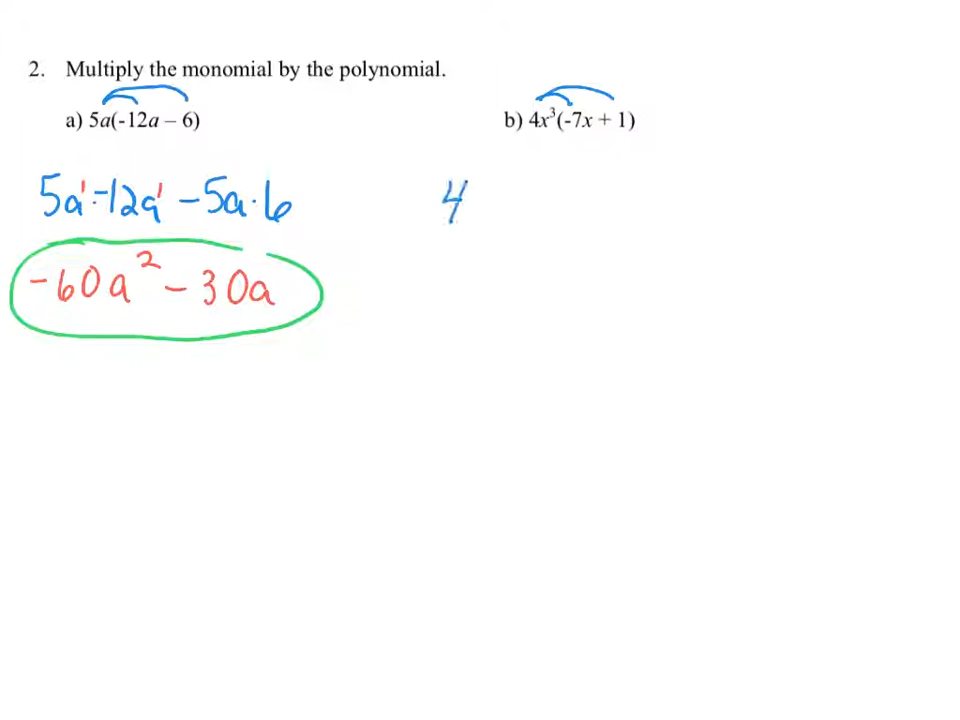 2. Multiply the monomial by the polynomial.
a) 5a(-12a – 6)
b) 4x³(-7x + 1)
5a¹·-12a¹ - 5a·6
4
-60a² - 30a